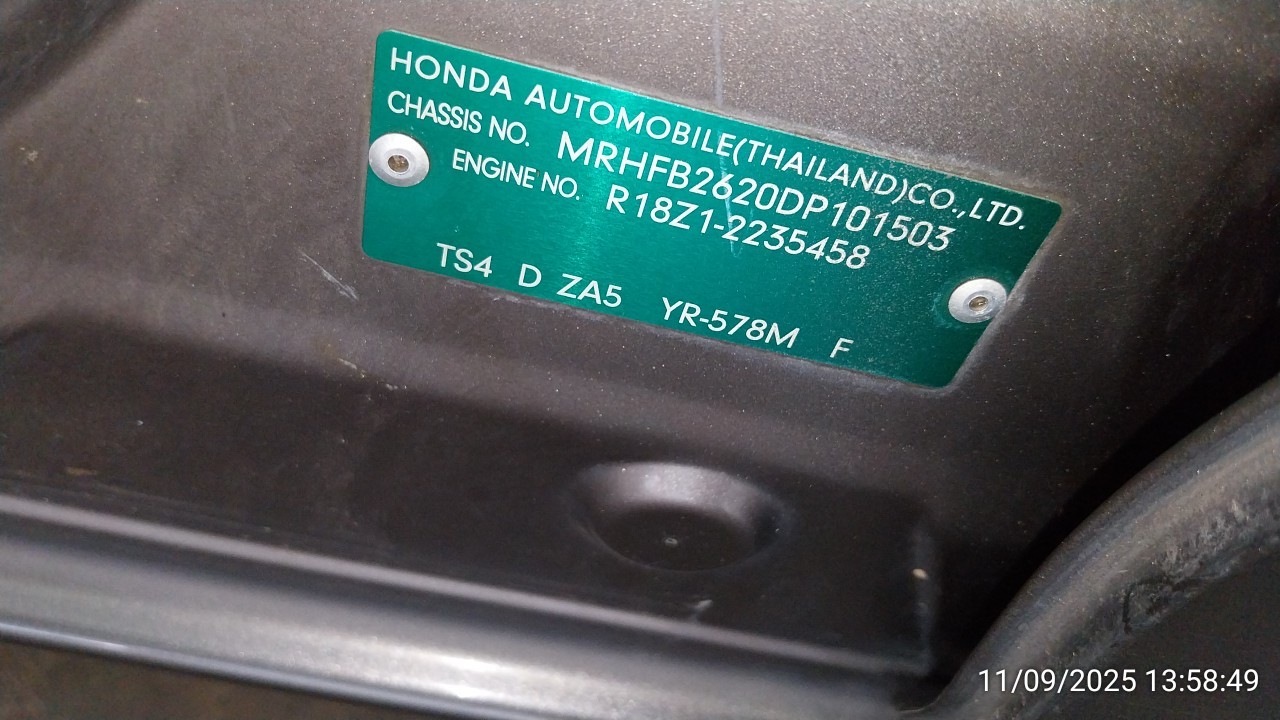 HONDA AUTOMOBILE(THAILAND)CO.,LTD.
CHASSIS NO. MRHFB2620DP101503
ENGINE NO. R18Z1-2235458
TS4 D ZA5 YR-578M F
11/09/2025 13:58:49